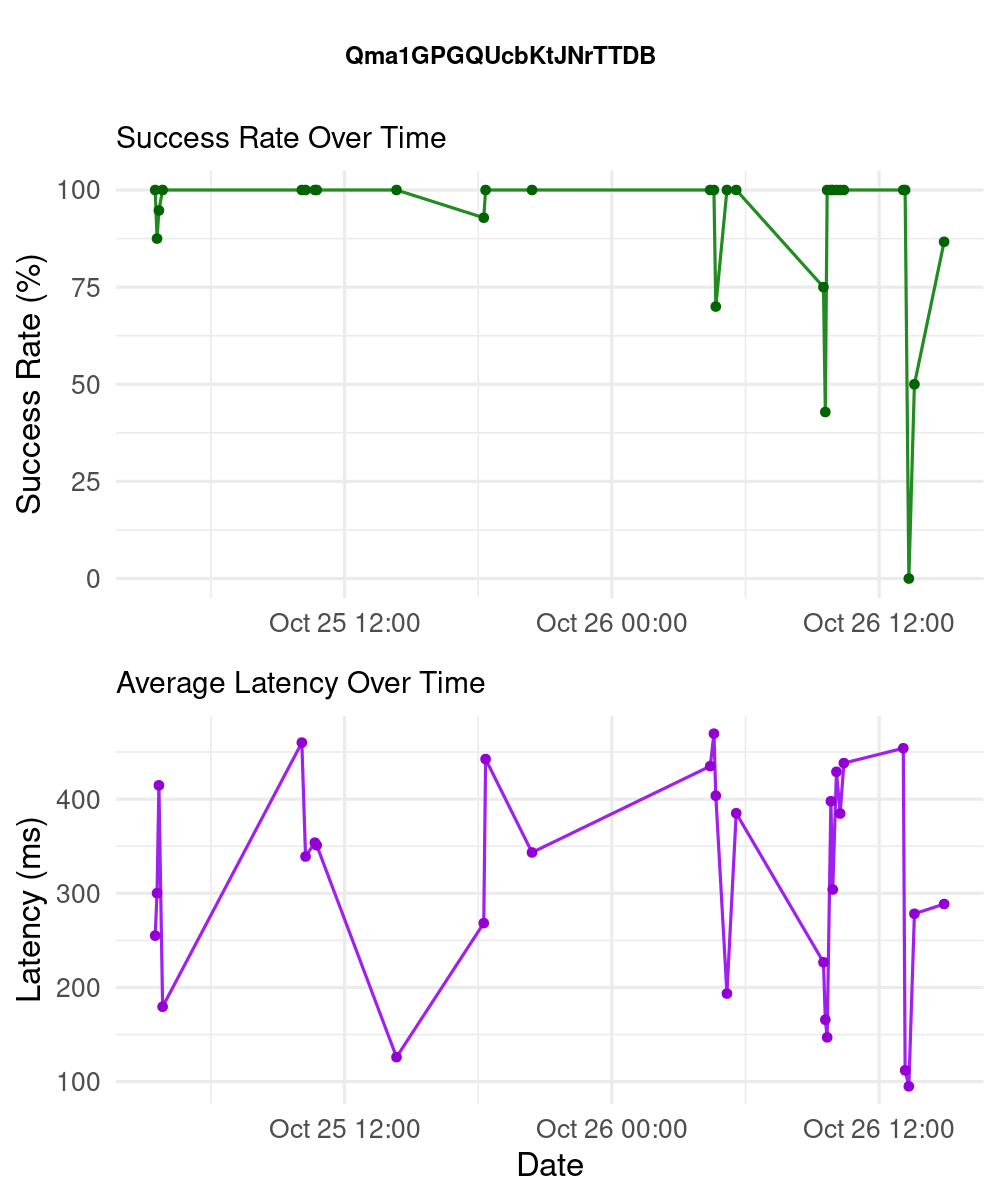 Qma1GPGQUcbKtJNrTTDB
Success Rate Over Time
Success Rate (%)
100
75
50
25
0
Oct 25 12:00 Oct 26 00:00 Oct 26 12:00
Average Latency Over Time
Latency (ms)
400
300
200
100
Oct 25 12:00 Oct 26 00:00 Oct 26 12:00
Date